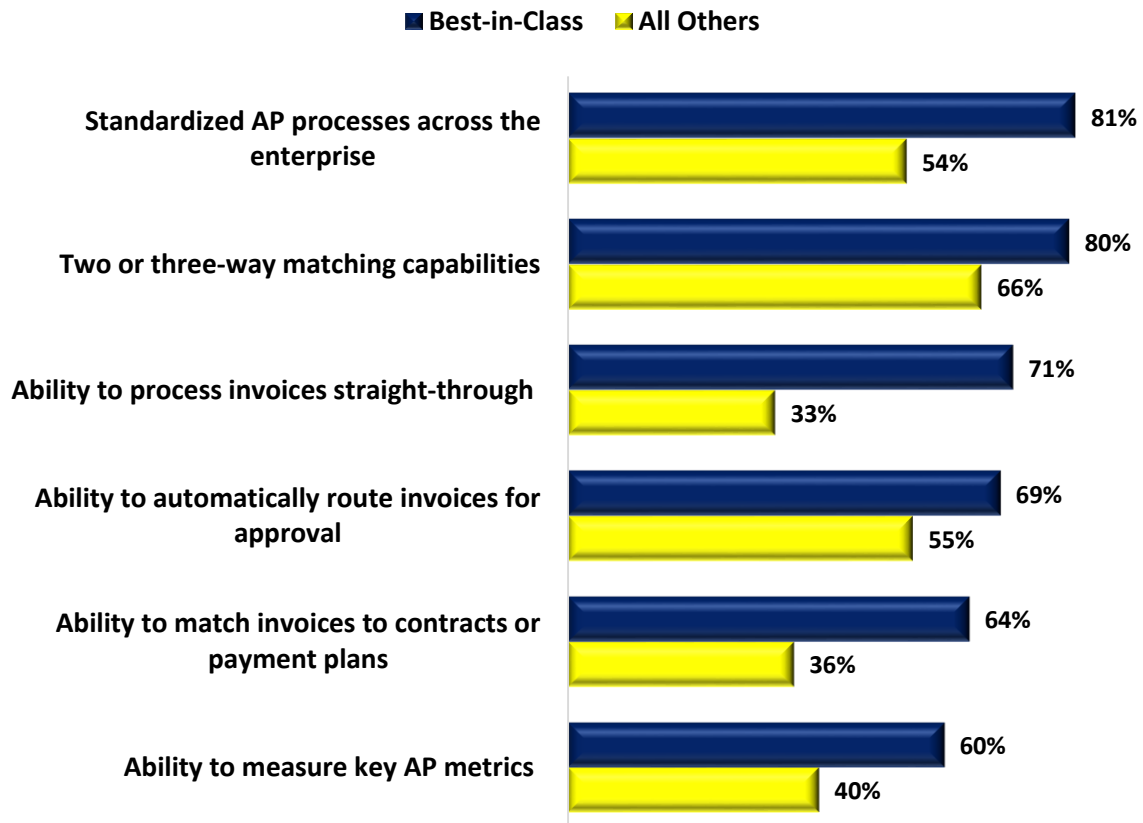 Best-in-Class All Others
Standardized AP processes across the
enterprise
81%
54%
Two or three-way matching capabilities
80%
66%
Ability to process invoices straight-through
71%
33%
Ability to automatically route invoices for
approval
69%
55%
Ability to match invoices to contracts or
payment plans
64%
36%
Ability to measure key AP metrics
60%
40%